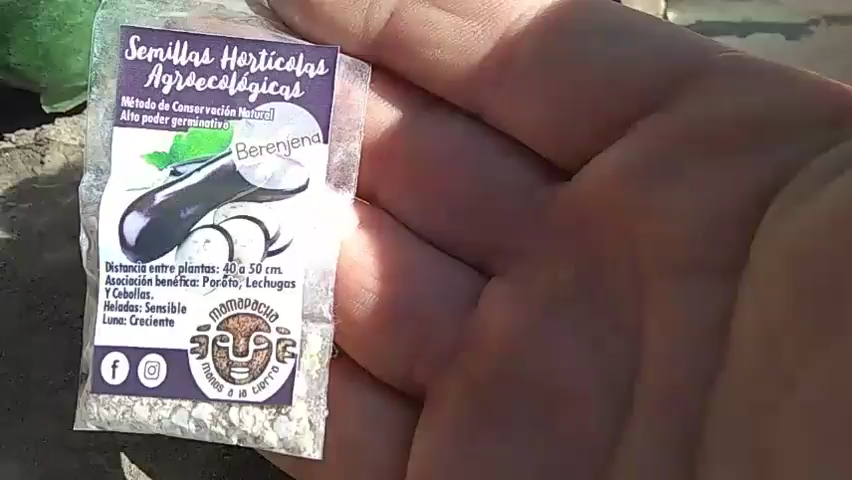 Semillas Hortícolas
Agroecológicas
Método de Conservación Natural
Alto poder germinativo
Berenjena
Distancia entre plantas: 40 a 50 cm.
Asociación benéfica: Poroto, Lechugas
Y Cebollas.
Heladas: Sensible
Luna: Creciente
MAMAPACHA
manos a la tierra
f